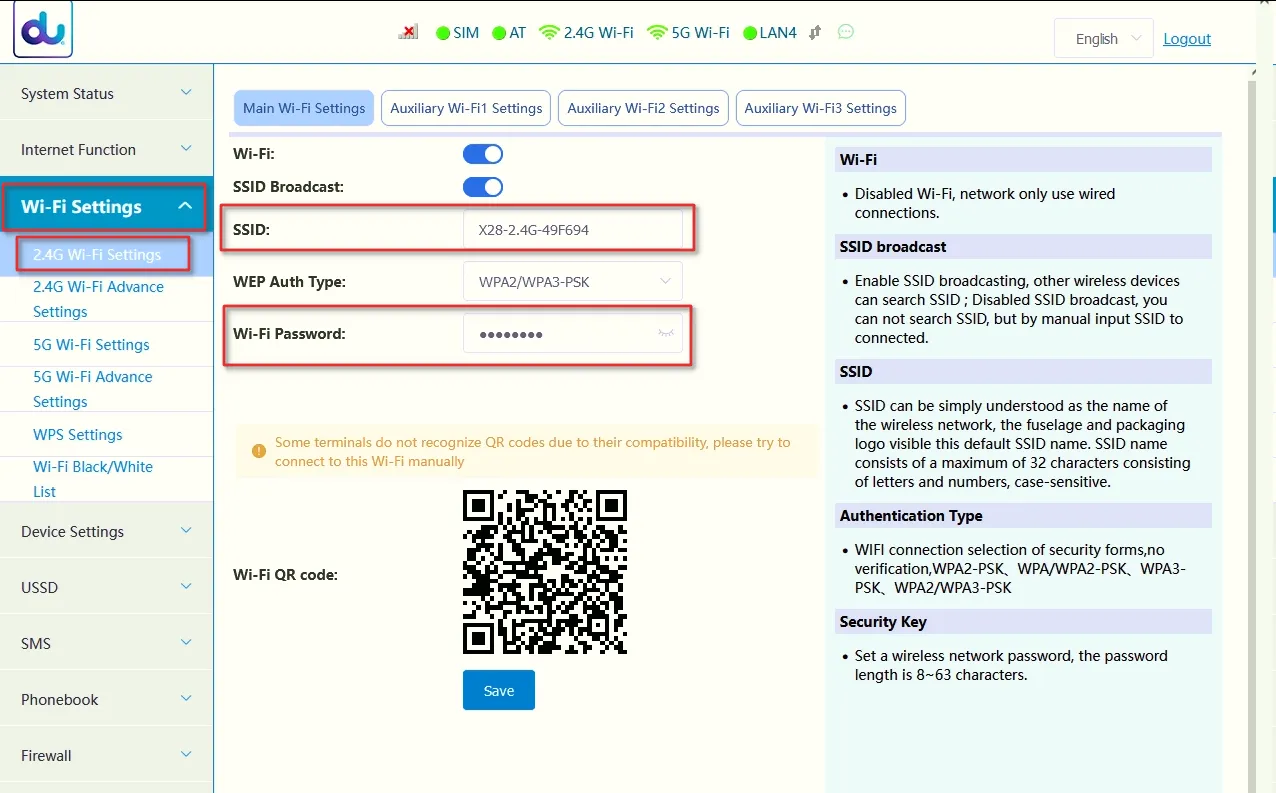 du
SIM AT 2.4G Wi-Fi 5G Wi-Fi LAN4 English Logout
System Status
Internet Function
Wi-Fi Settings
2.4G Wi-Fi Settings
2.4G Wi-Fi Advance
Settings
5G Wi-Fi Settings
5G Wi-Fi Advance
Settings
WPS Settings
Wi-Fi Black/White
List
Device Settings
USSD
SMS
Phonebook
Firewall
Main Wi-Fi Settings Auxiliary Wi-Fi1 Settings Auxiliary Wi-Fi2 Settings Auxiliary Wi-Fi3 Settings
Wi-Fi:
SSID Broadcast:
SSID: X28-2.4G-49F694
WEP Auth Type: WPA2/WPA3-PSK
Wi-Fi Password: ••••••••
Some terminals do not recognize QR codes due to their compatibility, please try to
connect to this Wi-Fi manually
Wi-Fi QR code:
Save
Wi-Fi
• Disabled Wi-Fi, network only use wired
connections.
SSID broadcast
• Enable SSID broadcasting, other wireless devices
can search SSID ; Disabled SSID broadcast, you
can not search SSID, but by manual input SSID to
connected.
SSID
• SSID can be simply understood as the name of
the wireless network, the fuselage and packaging
logo visible this default SSID name. SSID name
consists of a maximum of 32 characters consisting
of letters and numbers, case-sensitive.
Authentication Type
• WIFI connection selection of security forms,no
verification,WPA2-PSK、WPA/WPA2-PSK、WPA3-
PSK、WPA2/WPA3-PSK
Security Key
• Set a wireless network password, the password
length is 8~63 characters.